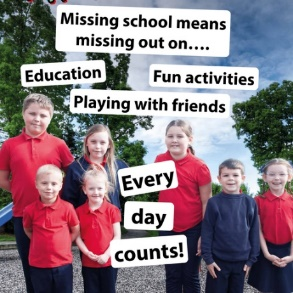 Missing school means
missing out on....
Education
Fun activities
Playing with friends
Every
day
counts!